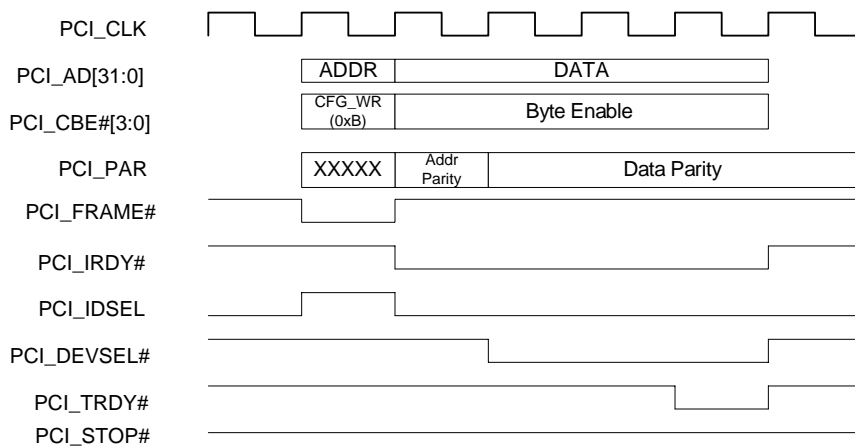 PCI_CLK
PCI_AD[31:0]
ADDR
DATA
PCI_CBE#[3:0]
CFG_WR
(0xB)
Byte Enable
PCI_PAR
XXXXX
Addr
Parity
Data Parity
PCI_FRAME#
PCI_IRDY#
PCI_IDSEL
PCI_DEVSEL#
PCI_TRDY#
PCI_STOP#